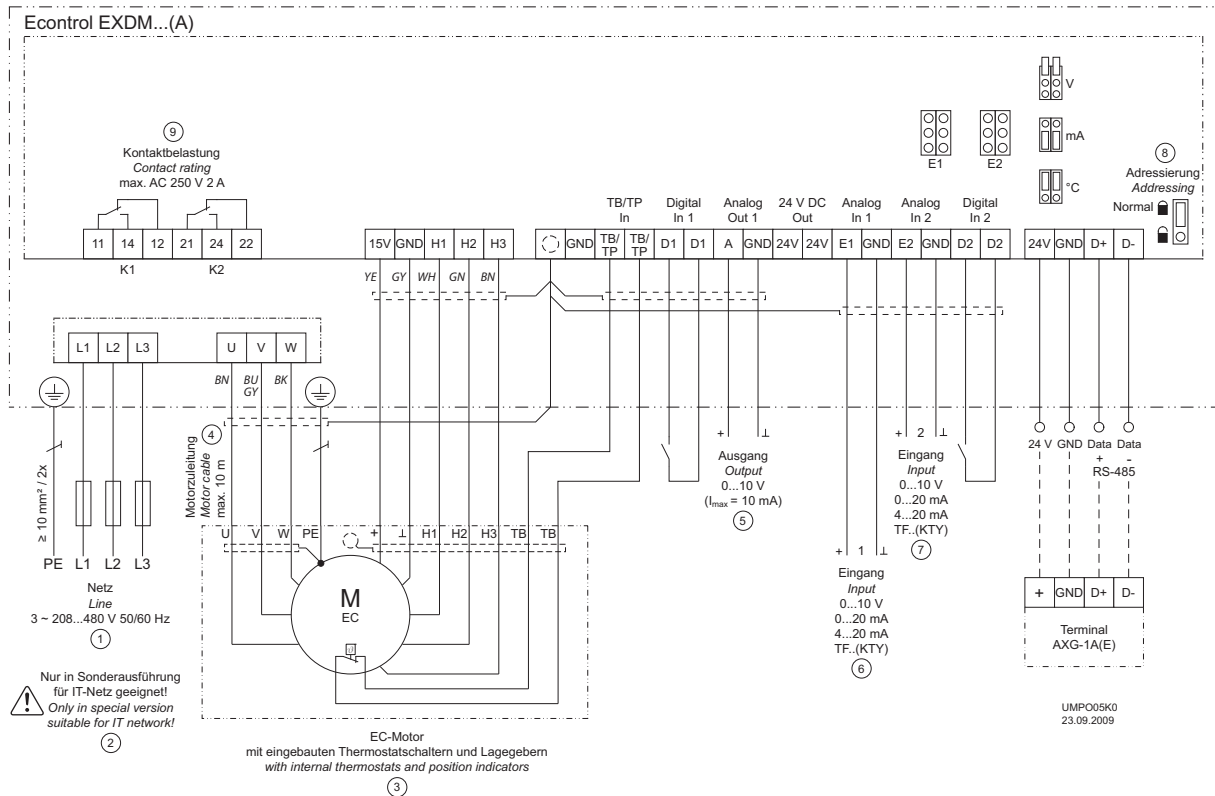 Econtrol EXDM...(A)
9
Kontaktbelastung
Contact rating
max. AC 250 V 2 A
11 14 12 21 24 22
K1 K2
V
mA
°C
E1 E2
8
Adressierung
Addressing
Normal
TB/TP
In
Digital
In 1
Analog
Out 1
24 V DC
Out
Analog
In 1
Analog
In 2
Digital
In 2
15V GND H1 H2 H3
GND TB/TP TB/TP D1 D1 A GND 24V 24V E1 GND E2 GND D2 D2
24V GND D+ D-
YE GY WH GN BN
L1 L2 L3
U V W
BN BU
GY
BK
≥ 10 mm² / 2x
PE L1 L2 L3
Netz
Line
3 ~ 208...480 V 50/60 Hz
1
Nur in Sonderausführung
für IT-Netz geeignet!
Only in special version
suitable for IT network!
2
Motorzuleitung
Motor cable
max. 10 m
4
U V W PE + ⊥ H1 H2 H3 TB TB
M
EC
ϑ
EC-Motor
mit eingebauten Thermostatschaltern und Lagegebern
with internal thermostats and position indicators
3
+ ⊥
Ausgang
Output
0...10 V
(Imax = 10 mA)
5
+ 1 ⊥
Eingang
Input
0...10 V
0...20 mA
4...20 mA
TF..(KTY)
6
+ 2 ⊥
Eingang
Input
0...10 V
0...20 mA
4...20 mA
TF..(KTY)
7
24 V GND Data Data
+ -
RS-485
+ GND D+ D-
Terminal
AXG-1A(E)
UMPO05K0
23.09.2009